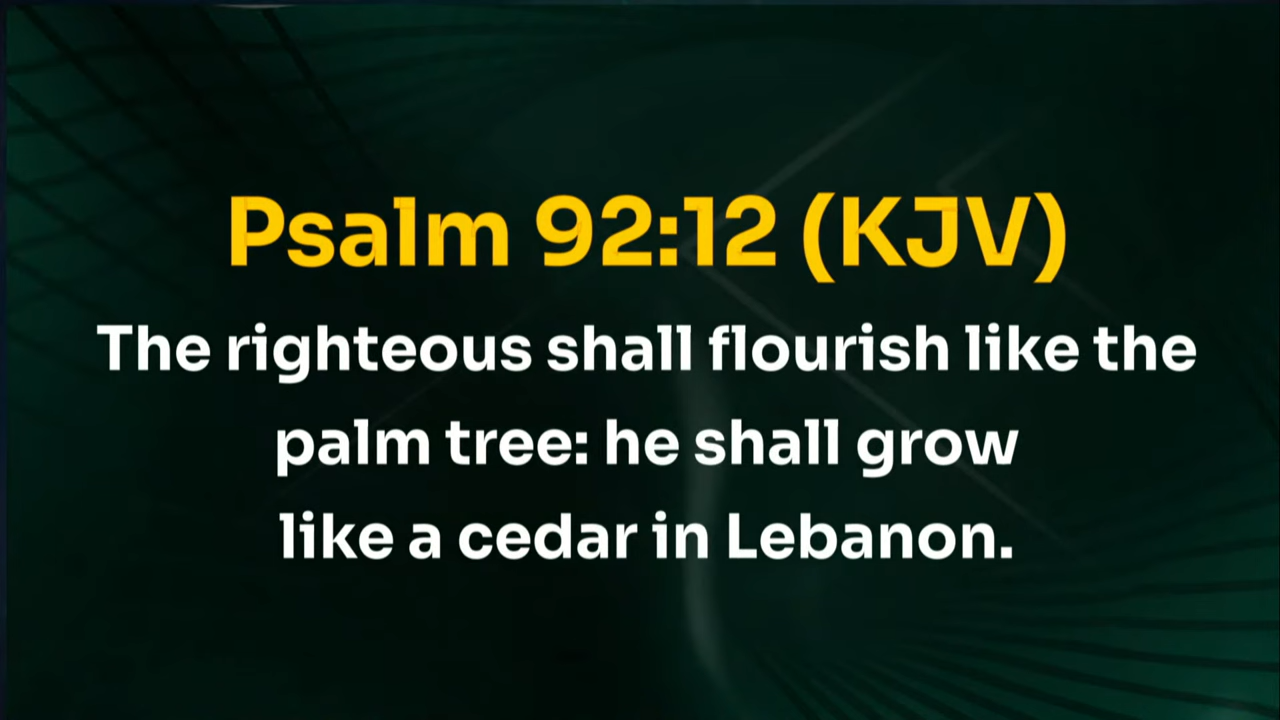 Psalm 92:12 (KJV)
The righteous shall flourish like the
palm tree: he shall grow
like a cedar in Lebanon.